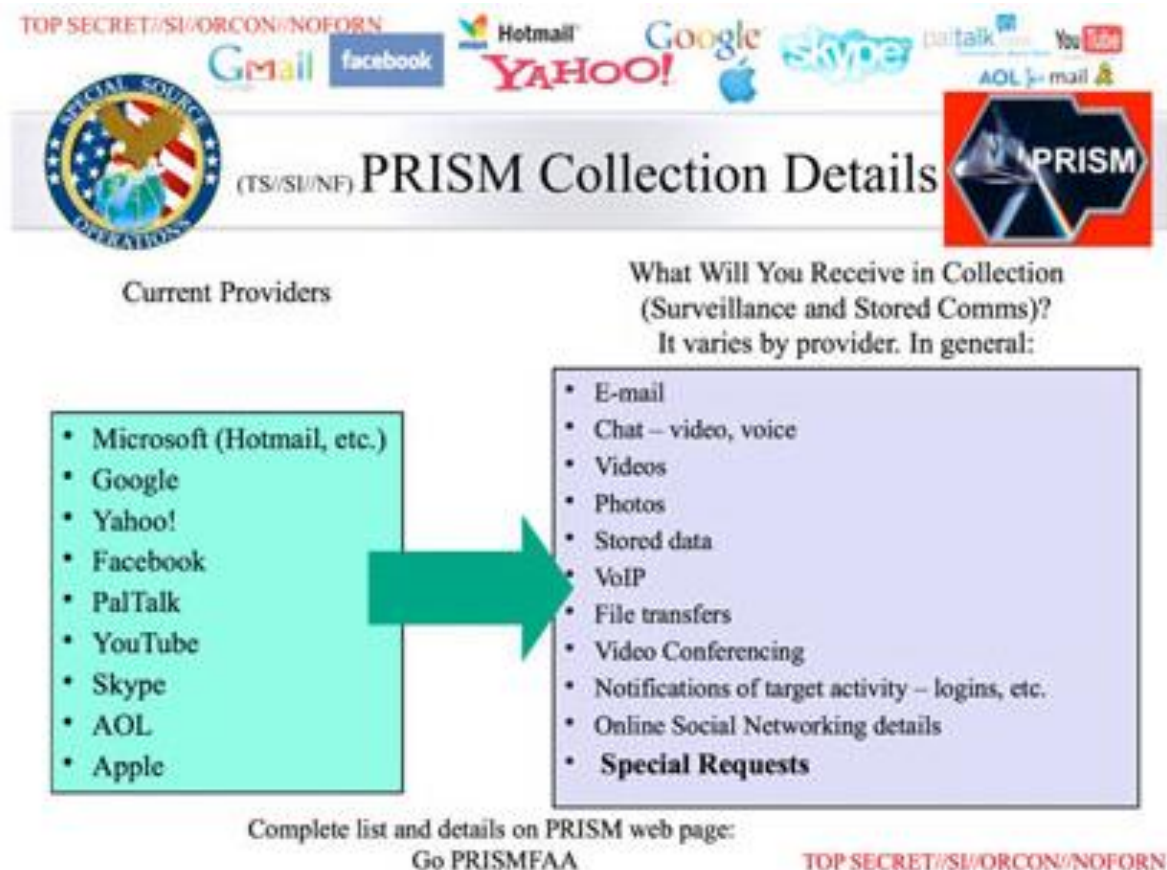 TOP SECRET//SI//ORCON//NOFORN
Gmail
facebook
Hotmail
YAHOO!
Google
skype
paltalk
You Tube
AOL mail
SPECIAL SOURCE
OPERATIONS
(TS//SI//NF) PRISM Collection Details
PRISM
Current Providers
What Will You Receive in Collection
(Surveillance and Stored Comms)?
It varies by provider. In general:
• Microsoft (Hotmail, etc.)
• Google
• Yahoo!
• Facebook
• PalTalk
• YouTube
• Skype
• AOL
• Apple
• E-mail
• Chat – video, voice
• Videos
• Photos
• Stored data
• VoIP
• File transfers
• Video Conferencing
• Notifications of target activity – logins, etc.
• Online Social Networking details
• Special Requests
Complete list and details on PRISM web page:
Go PRISMFAA
TOP SECRET//SI//ORCON//NOFORN